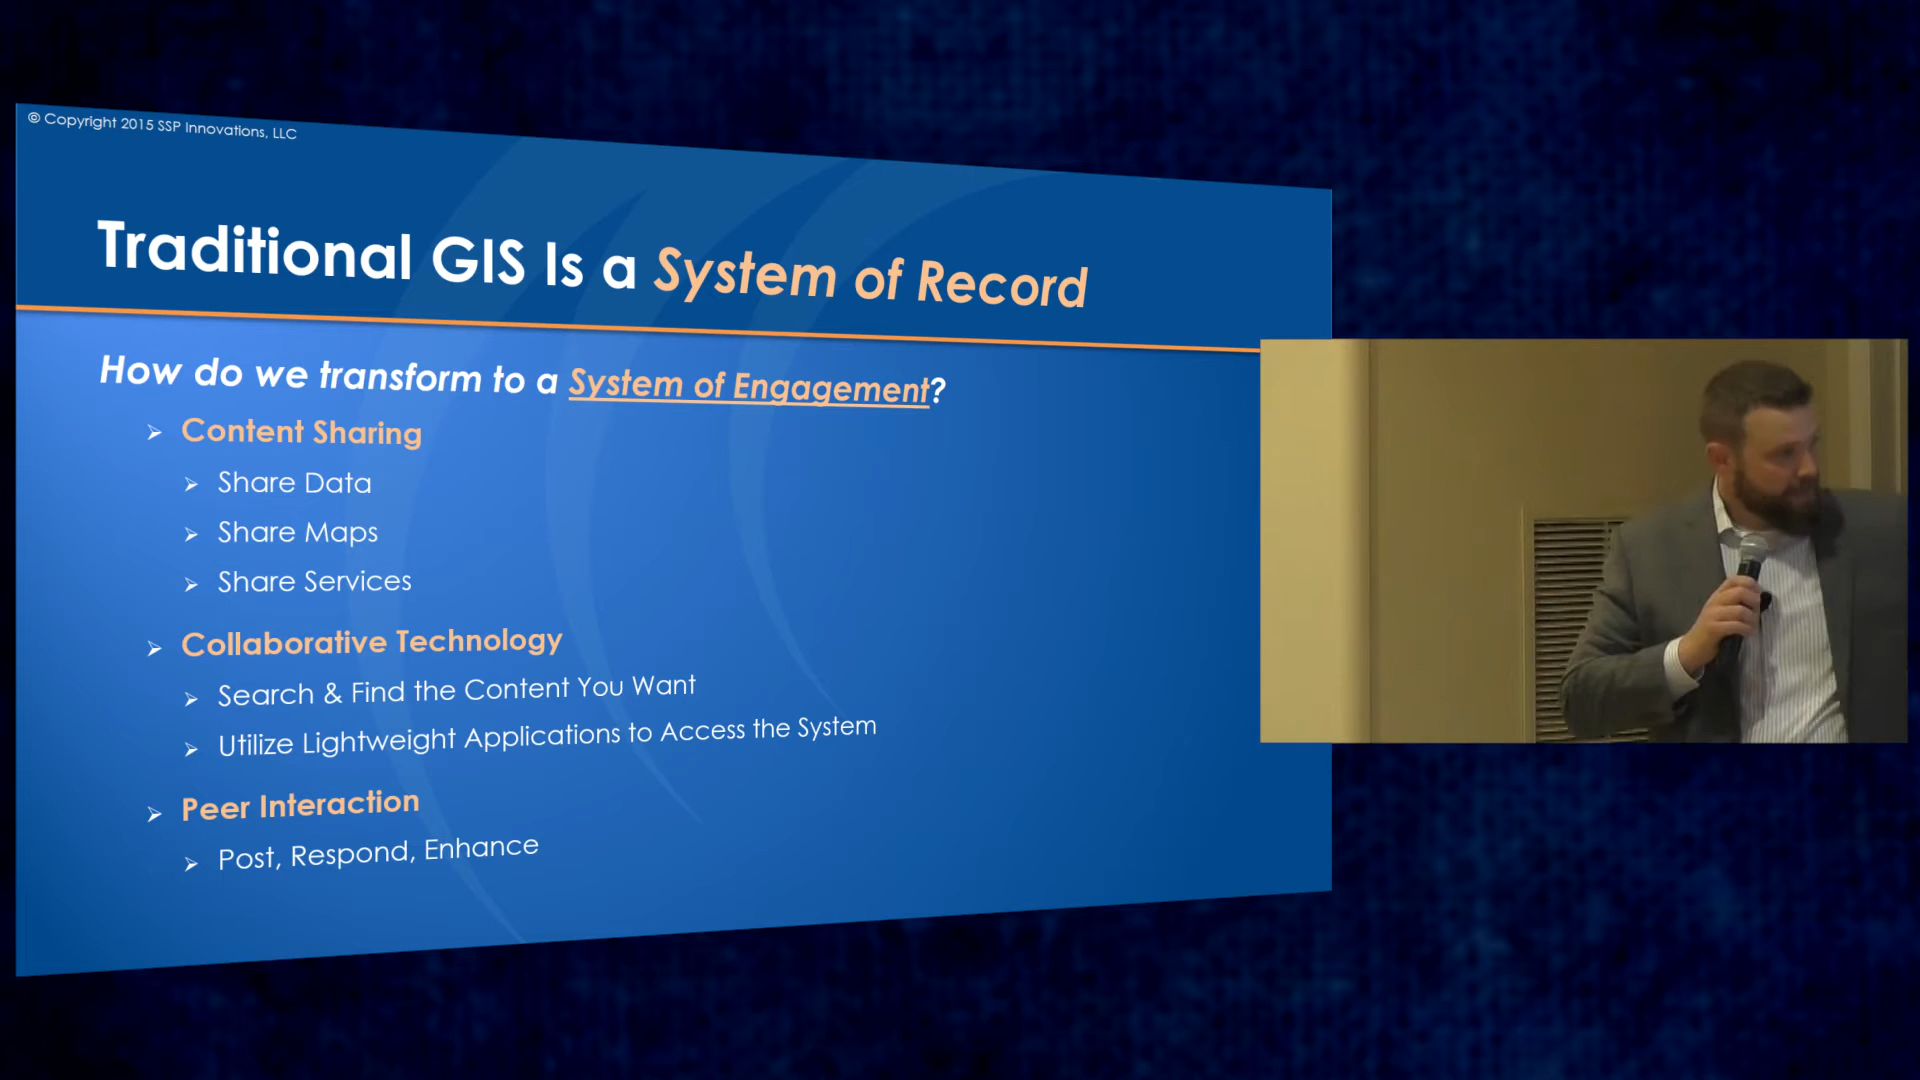 © Copyright 2015 SSP Innovations, LLC
Traditional GIS Is a System of Record
How do we transform to a System of Engagement?
Content Sharing
Share Data
Share Maps
Share Services
Collaborative Technology
Search & Find the Content You Want
Utilize Lightweight Applications to Access the System
Peer Interaction
Post, Respond, Enhance